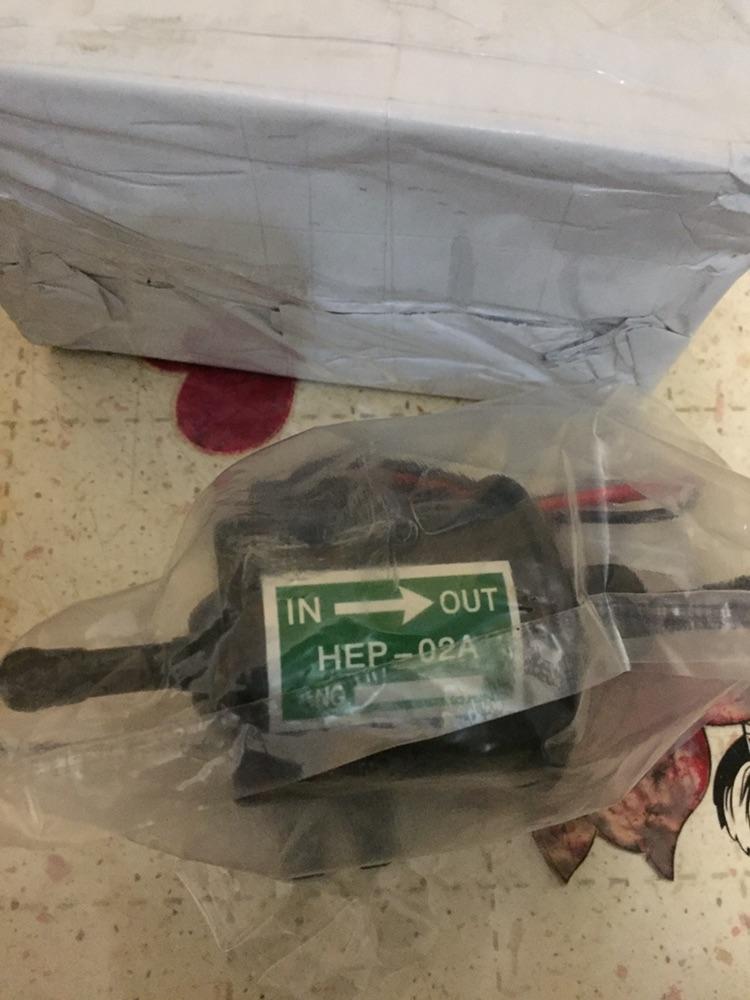 IN → OUT
HEP-02A